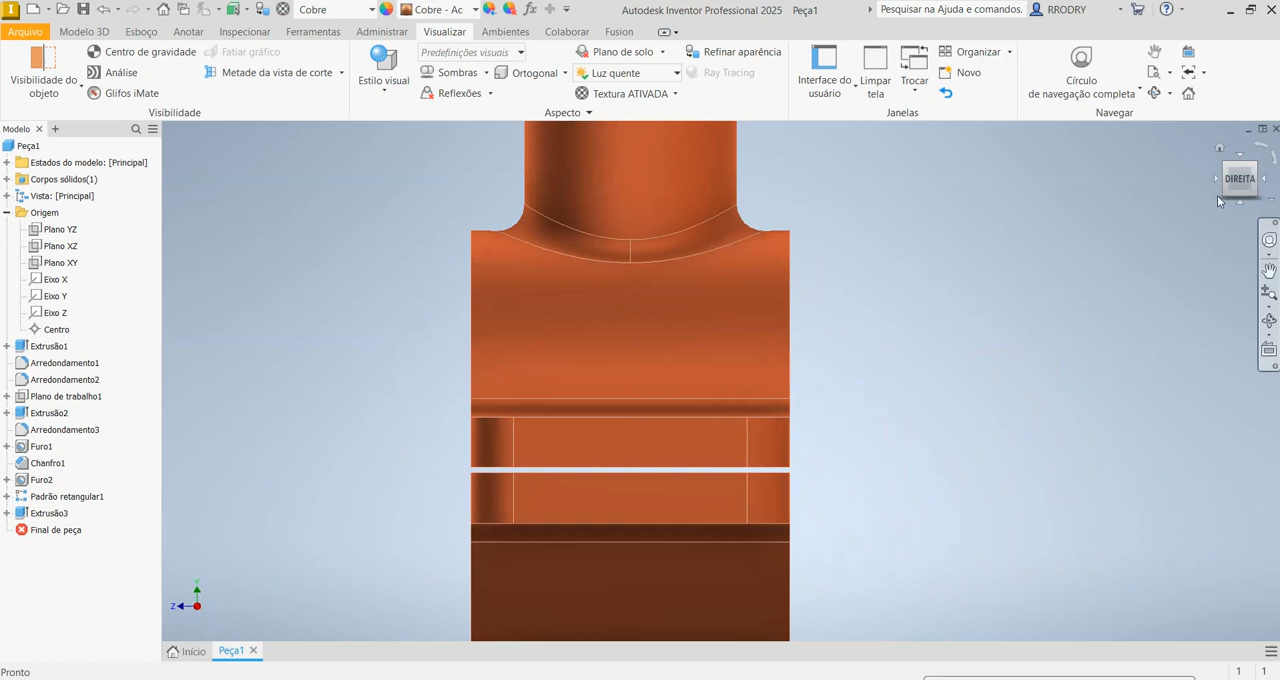 Cobre
Cobre - Ac
Autodesk Inventor Professional 2025
Peça1
Pesquisar na Ajuda e comandos.
RRODRY
Arquivo
Modelo 3D
Esboço
Anotar
Inspecionar
Ferramentas
Administrar
Visualizar
Ambientes
Colaborar
Fusion
Visibilidade do
objeto
Centro de gravidade
Análise
Glifos iMate
Fatiar gráfico
Metade da vista de corte
Visibilidade
Estilo visual
Predefinições visuais
Sombras
Reflexões
Ortogonal
Plano de solo
Luz quente
Textura ATIVADA
Refinar aparência
Ray Tracing
Aspecto
Interface do
usuário
Limpar
tela
Trocar
Organizar
Novo
Janelas
Círculo
de navegação completa
Navegar
Modelo
Peça1
Estados do modelo: [Principal]
Corpos sólidos(1)
Vista: [Principal]
Origem
Plano YZ
Plano XZ
Plano XY
Eixo X
Eixo Y
Eixo Z
Centro
Extrusão1
Arredondamento1
Arredondamento2
Plano de trabalho1
Extrusão2
Arredondamento3
Furo1
Chanfro1
Furo2
Padrão retangular1
Extrusão3
Final de peça
DIREITA
Y
Z
Início
Peça1
Pronto
1
1